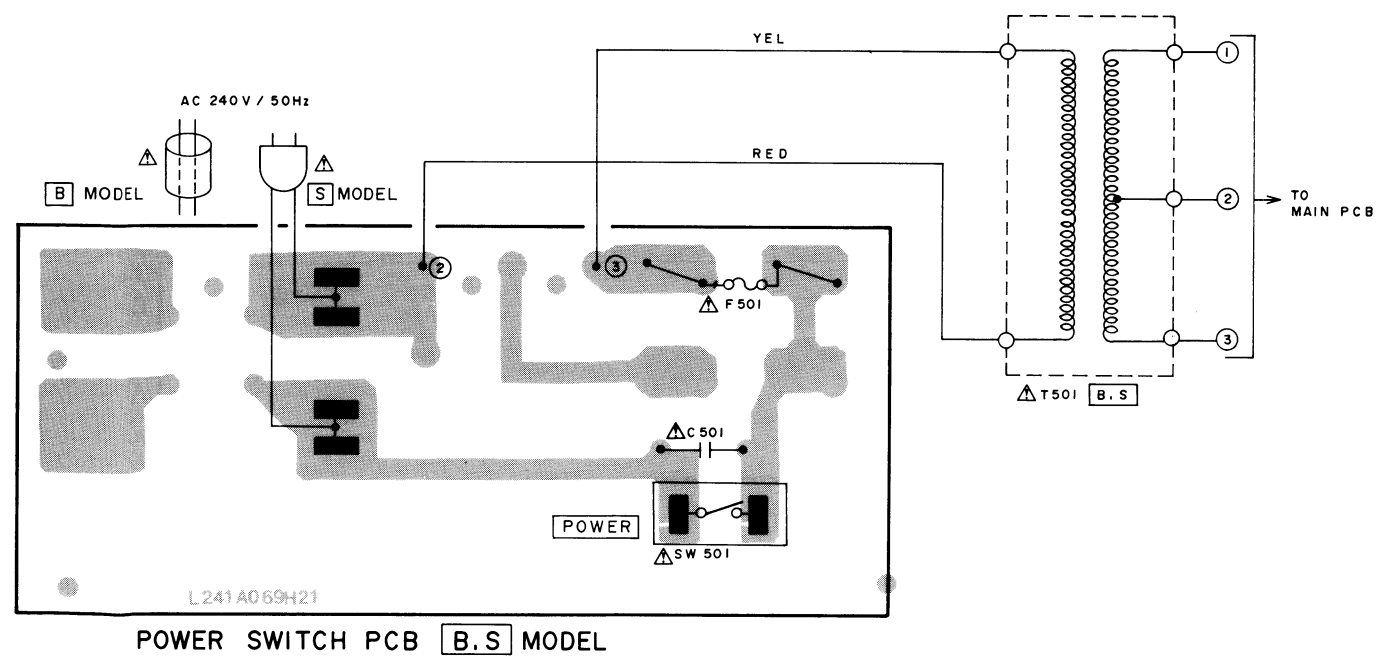 YEL
AC 240V / 50Hz
RED
B MODEL
S MODEL
1
2
3
TO
MAIN PCB
2
3
F501
T501 B.S
C501
POWER
SW501
L241A069H21
POWER SWITCH PCB B.S MODEL